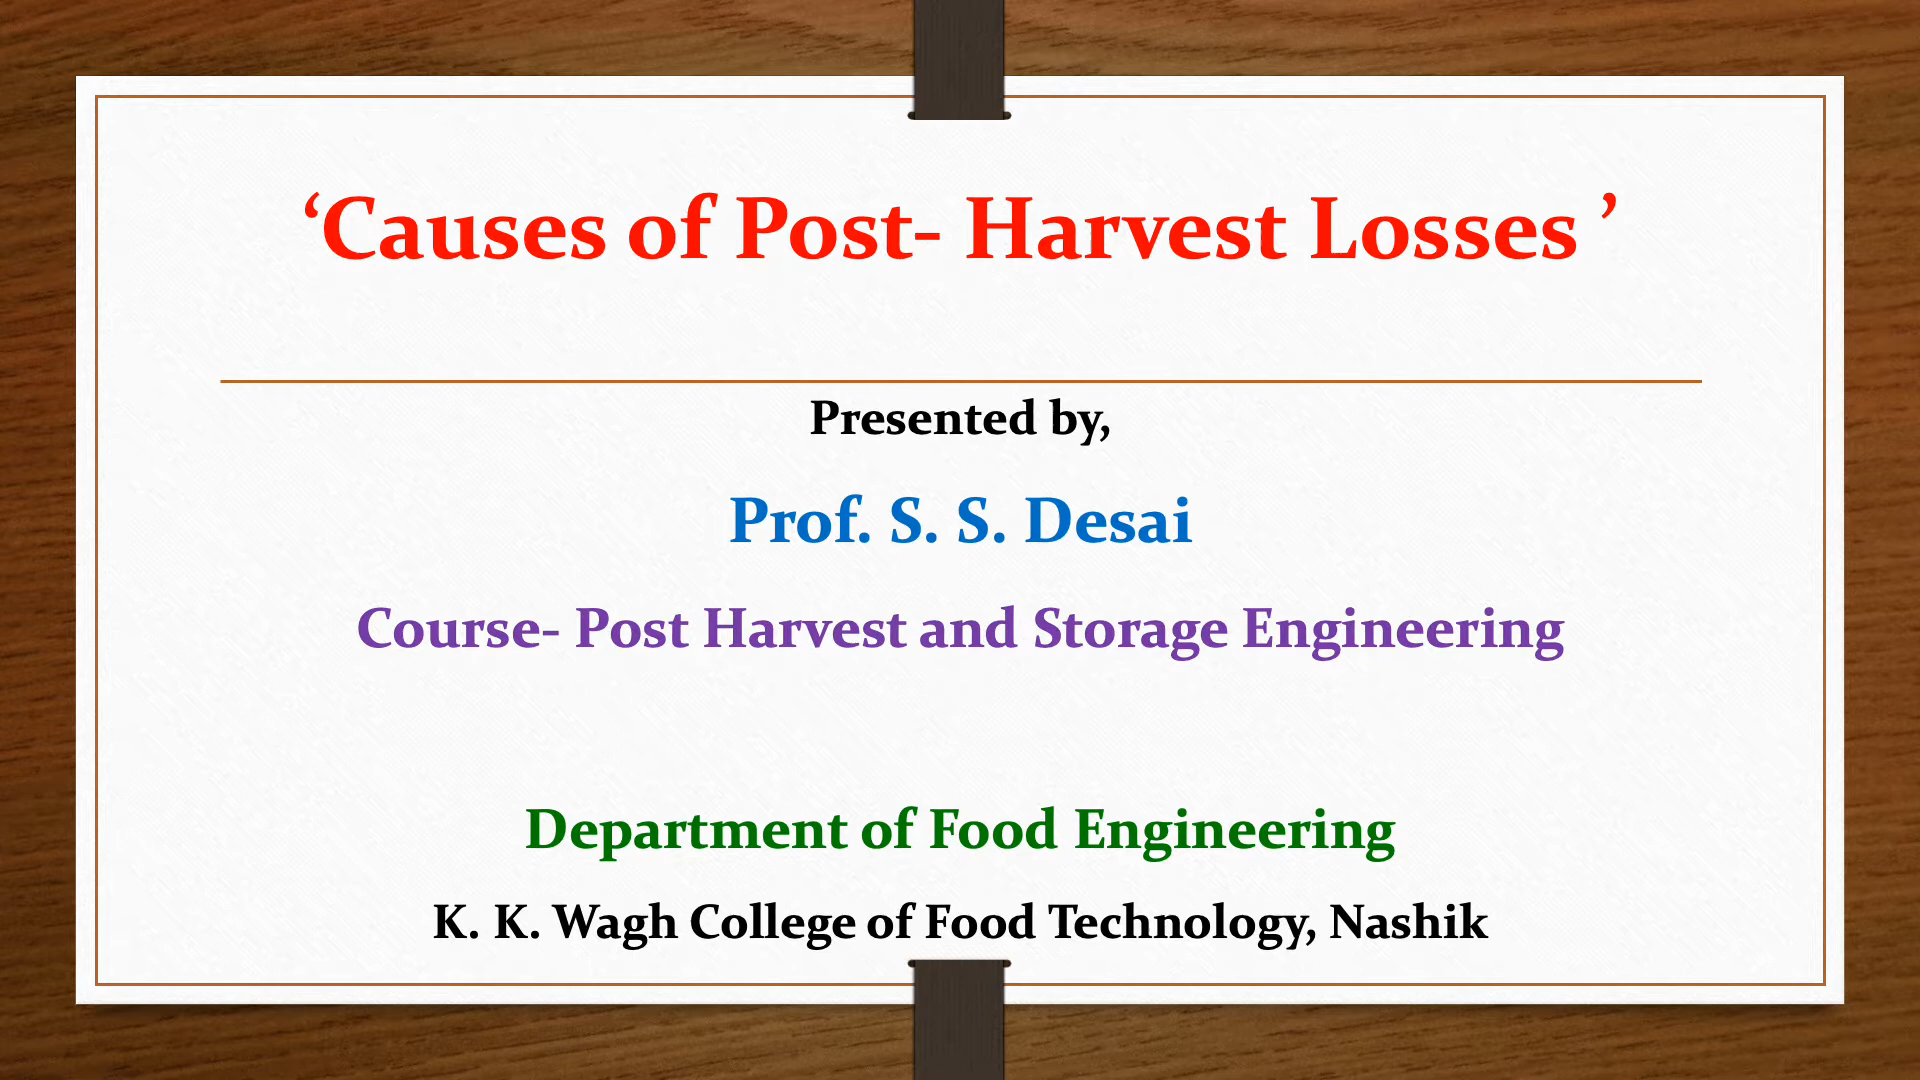 ‘Causes of Post- Harvest Losses ’
Presented by,
Prof. S. S. Desai
Course- Post Harvest and Storage Engineering
Department of Food Engineering
K. K. Wagh College of Food Technology, Nashik